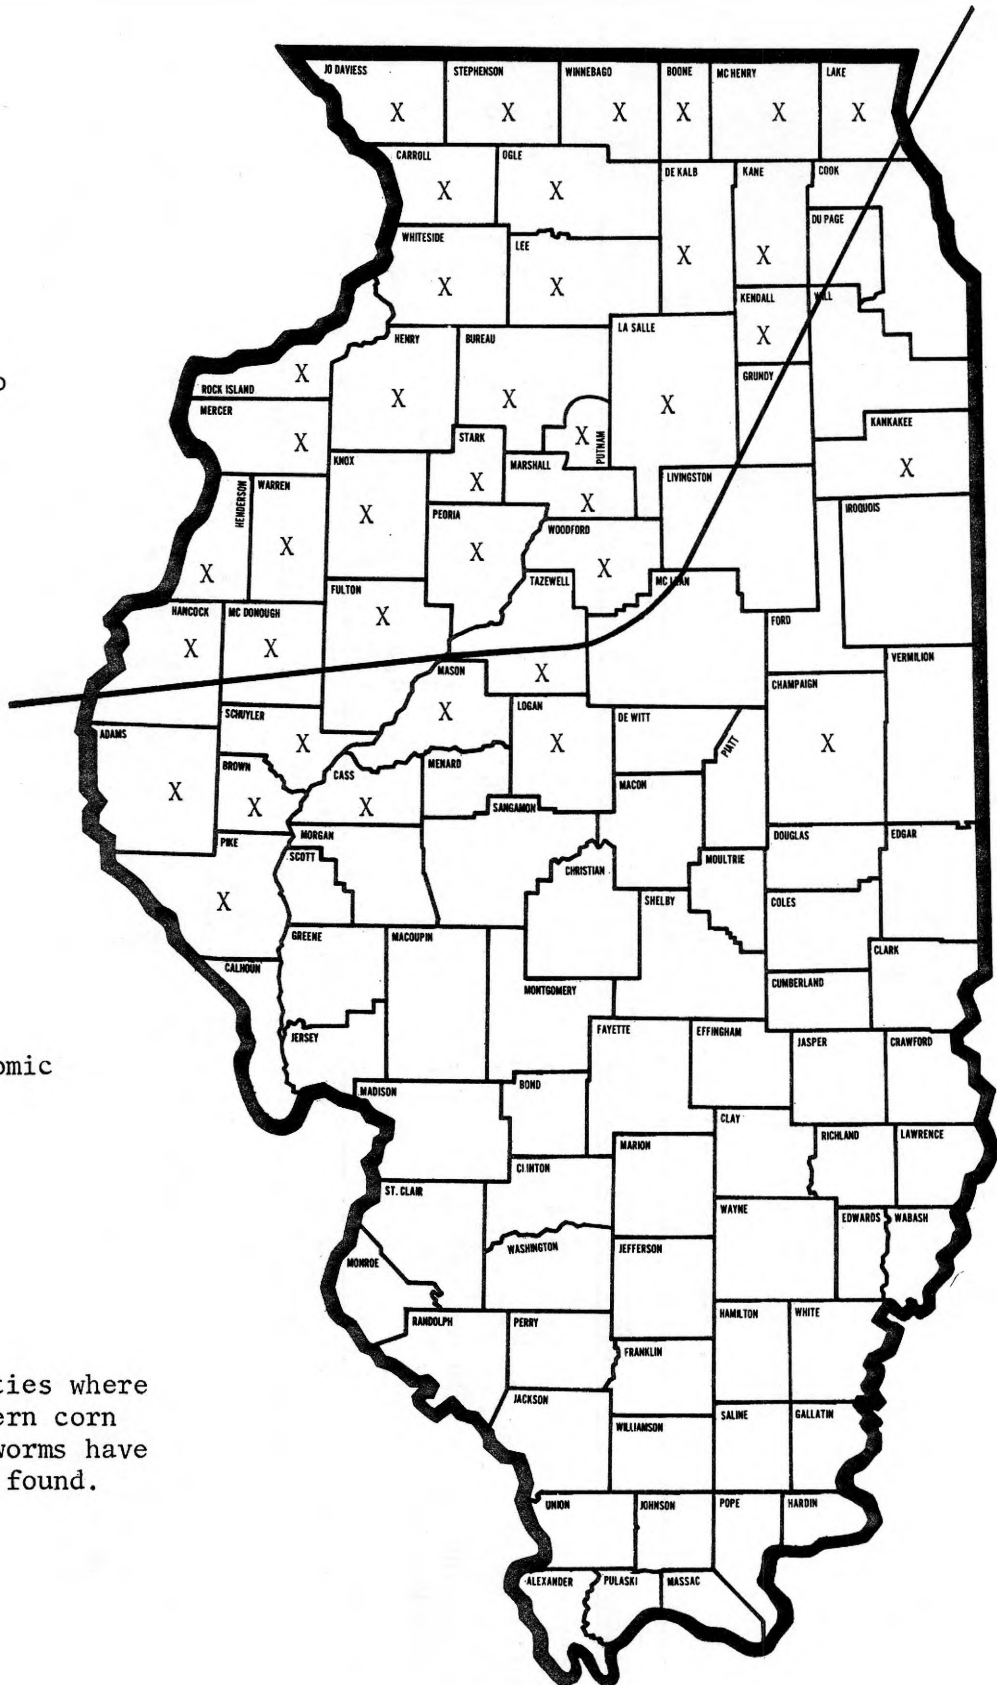 JO DAVIESS
STEPHENSON
WINNEBAGO
BOONE
MC HENRY
LAKE
X
X
X
X
X
X
CARROLL
OGLE
DE KALB
KANE
COOK
X
X
DU PAGE
WHITESIDE
LEE
X
X
X
X
KENDALL
WILL
LA SALLE
HENRY
BUREAU
X
ROCK ISLAND
X
GRUNDY
MERCER
X
X
X
KANKAKEE
STARK
X
X
PUTNAM
KNOX
MARSHALL
X
HENDERSON
WARREN
X
LIVINGSTON
X
PEORIA
IROQUOIS
X
WOODFORD
X
X
X
X
TAZEWELL
MC LEAN
FULTON
HANCOCK
MC DONOUGH
X
FORD
X
X
VERMILION
MASON
X
CHAMPAIGN
SCHUYLER
X
LOGAN
DE WITT
ADAMS
X
X
PIATT
X
BROWN
CASS
MENARD
X
X
X
MACON
SANGAMON
PIKE
MORGAN
DOUGLAS
EDGAR
SCOTT
MOULTRIE
CHRISTIAN
X
SHELBY
COLES
GREENE
MACOUPIN
CLARK
CALHOUN
CUMBERLAND
MONTGOMERY
FAYETTE
EFFINGHAM
JERSEY
JASPER
CRAWFORD
omic
MADISON
BOND
CLAY
RICHLAND
LAWRENCE
MARION
CLINTON
ST. CLAIR
WAYNE
EDWARDS
WABASH
WASHINGTON
JEFFERSON
MONROE
HAMILTON
WHITE
RANDOLPH
PERRY
FRANKLIN
ties where
ern corn
worms have
found.
JACKSON
WILLIAMSON
SALINE
GALLATIN
UNION
JOHNSON
POPE
HARDIN
ALEXANDER
PULASKI
MASSAC